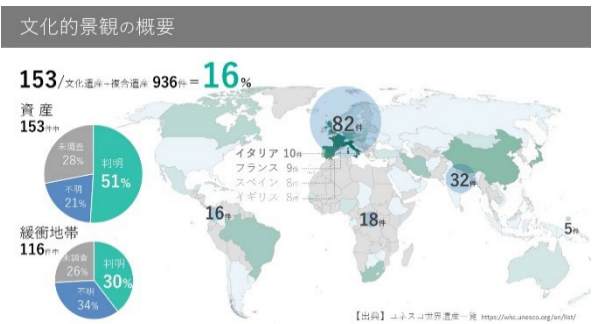 文化的景観の概要
153/文化遺産+複合遺産 936件=16%
資産
153件中
未調査
28%
判明
51%
不明
21%
緩衝地帯
116件中
未調査
26%
判明
30%
不明
34%
82件
イタリア 10件
フランス 9件
スペイン 8件
イギリス 8件
32件
16件
18件
5件
【出典】ユネスコ世界遺産一覧 https://whc.unesco.org/en/list/